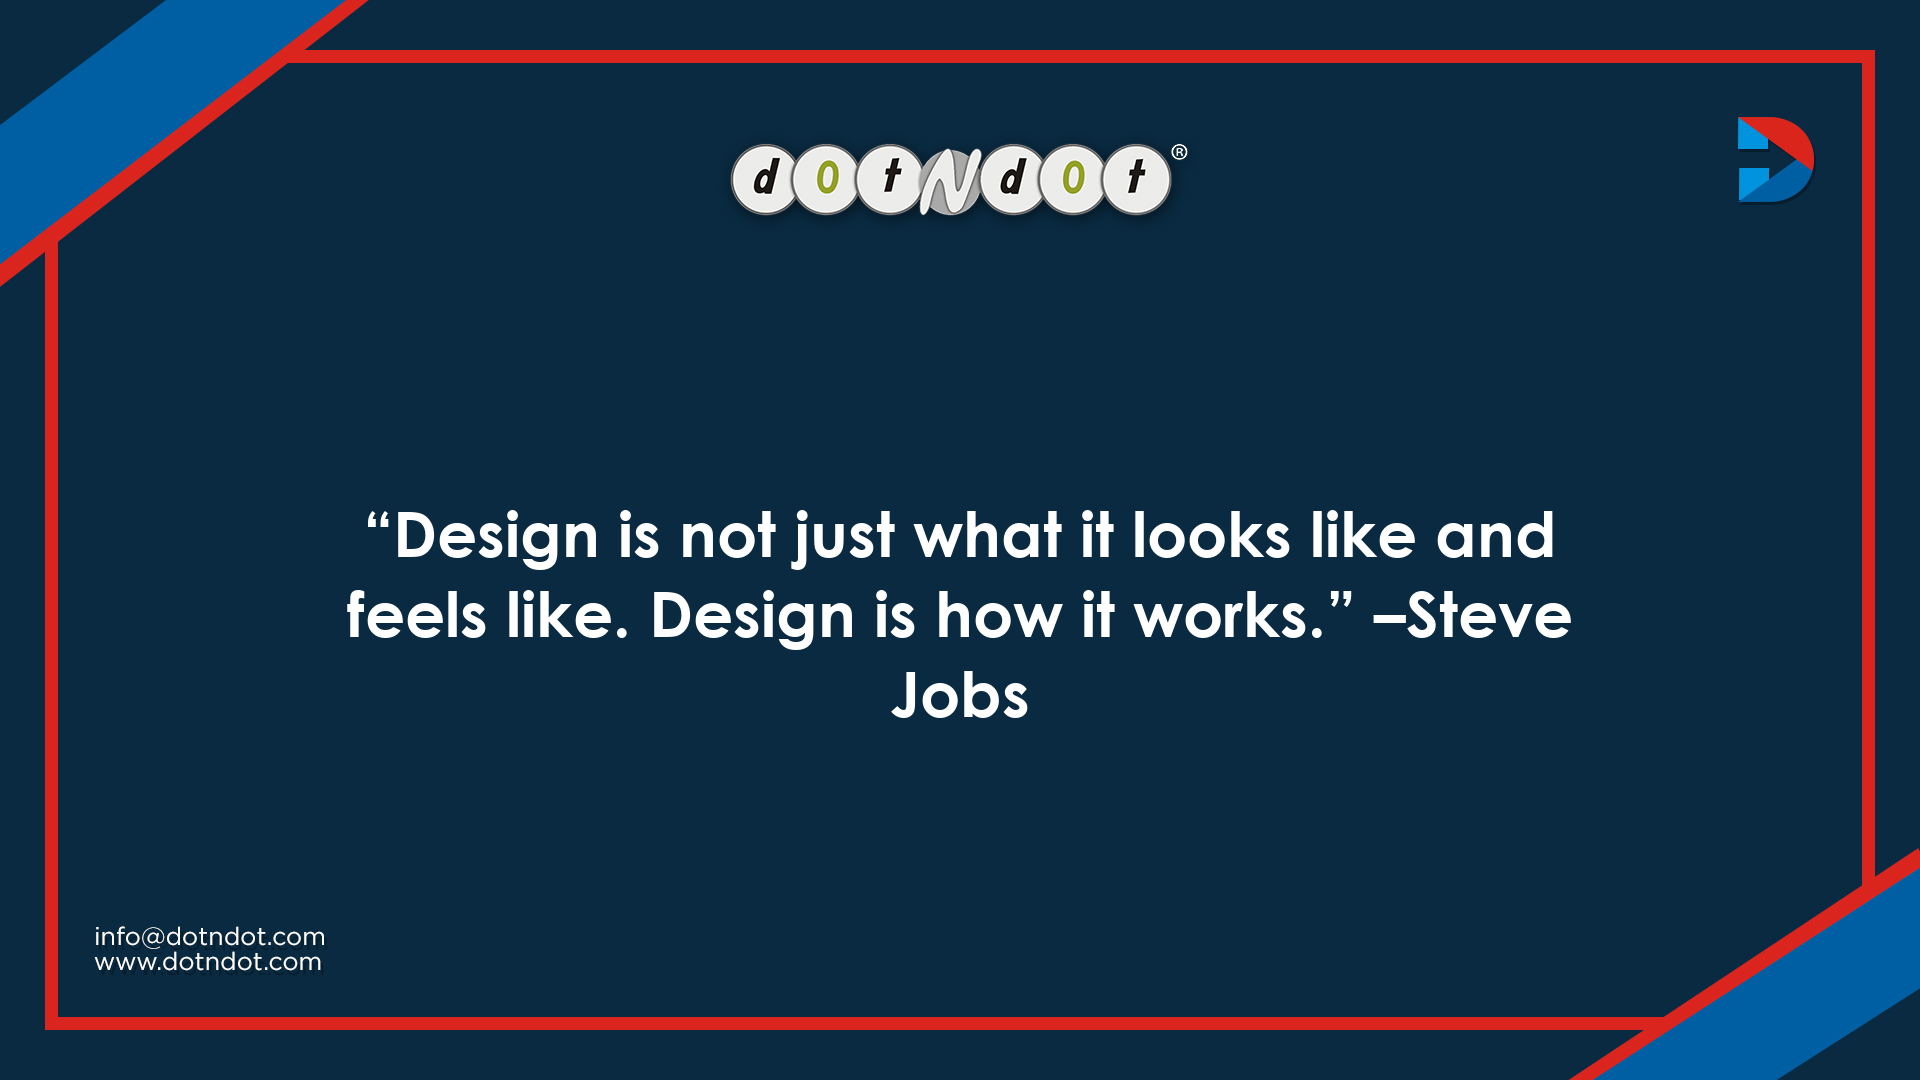 dotNdot®
“Design is not just what it looks like and
feels like. Design is how it works.” –Steve
Jobs
info@dotndot.com
www.dotndot.com